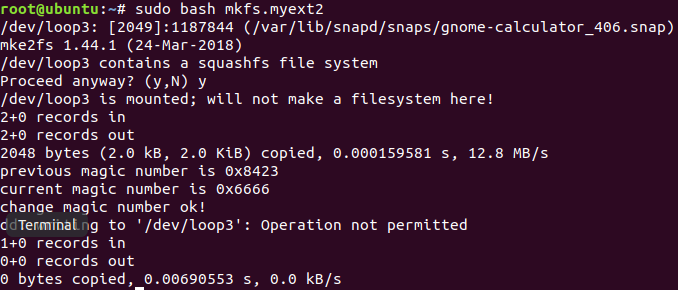 root@ubuntu:~# sudo bash mkfs.myext2
/dev/loop3: [2049]:1187844 (/var/lib/snapd/snaps/gnome-calculator_406.snap)
mke2fs 1.44.1 (24-Mar-2018)
/dev/loop3 contains a squashfs file system
Proceed anyway? (y,N) y
/dev/loop3 is mounted; will not make a filesystem here!
2+0 records in
2+0 records out
2048 bytes (2.0 kB, 2.0 KiB) copied, 0.000159581 s, 12.8 MB/s
previous magic number is 0x8423
current magic number is 0x6666
change magic number ok!
Terminal to '/dev/loop3': Operation not permitted
1+0 records in
0+0 records out
0 bytes copied, 0.00690553 s, 0.0 kB/s